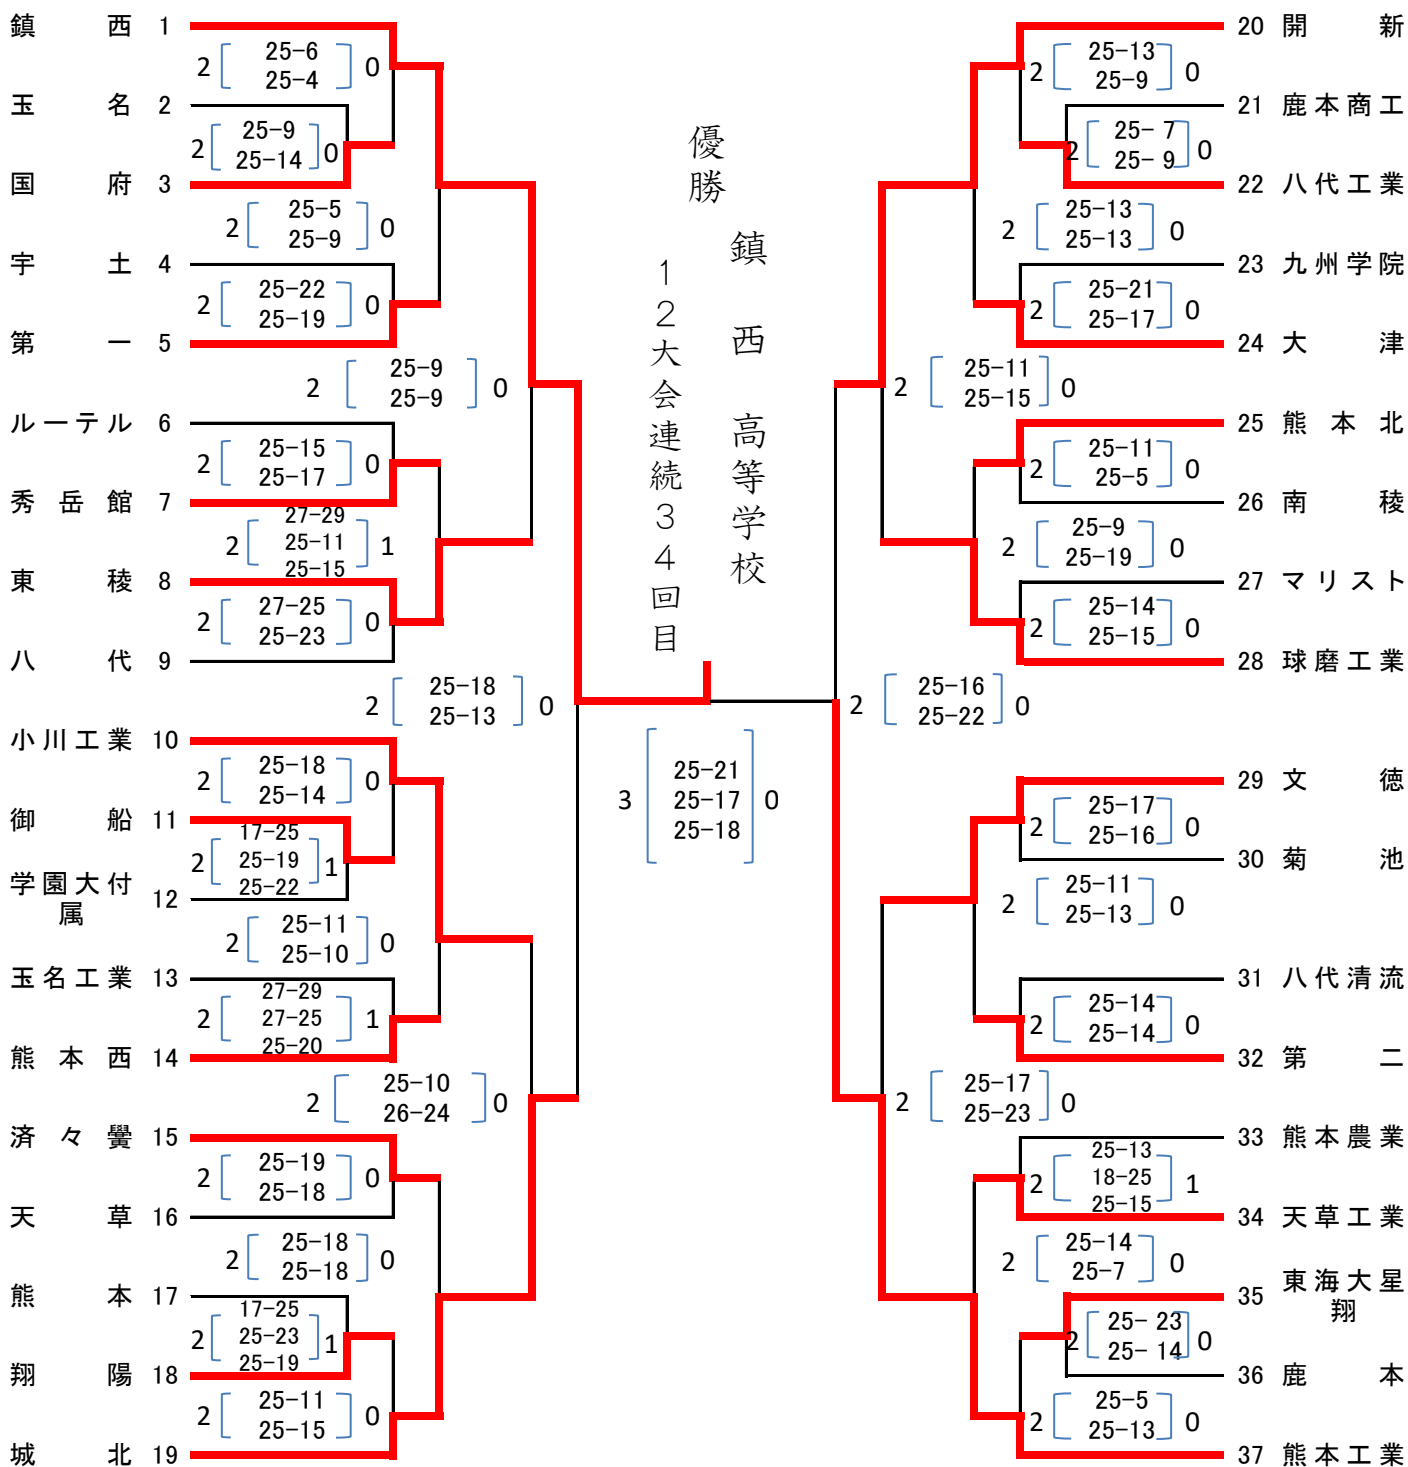 鎮西 1
2 25-6 0
25-4
玉名 2
2 25-9 0
25-14
国府 3
2 25-5 0
25-9
宇土 4
2 25-22 0
25-19
第一 5
2 25-9 0
25-9
ルーテル 6
2 25-15 0
25-17
秀岳館 7
27-29
2 25-11 1
25-15
東稜 8
2 27-25 0
25-23
八代 9
2 25-18 0
25-13
小川工業 10
2 25-18 0
25-14
御船 11
17-25
2 25-19 1
25-22
学園大付
属 12
2 25-11 0
25-10
玉名工業 13
27-29
2 27-25 1
25-20
熊本西 14
2 25-10 0
26-24
済々黌 15
2 25-19 0
25-18
天草 16
2 25-18 0
25-18
熊本 17
17-25
2 25-23 1
25-19
翔陽 18
2 25-11 0
25-15
城北 19
優勝
鎮西高等学校
12大会連続34回目
25-21
3 25-17 0
25-18
20 開新
2 25-13 0
25-9
21 鹿本商工
2 25- 7 0
25- 9
22 八代工業
2 25-13 0
25-13
23 九州学院
2 25-21 0
25-17
24 大津
2 25-11 0
25-15
25 熊本北
2 25-11 0
25-5
26 南稜
2 25-9 0
25-19
27 マリスト
2 25-14 0
25-15
28 球磨工業
2 25-16 0
25-22
29 文徳
2 25-17 0
25-16
30 菊池
2 25-11 0
25-13
31 八代清流
2 25-14 0
25-14
32 第二
2 25-17 0
25-23
33 熊本農業
25-13
2 18-25 1
25-15
34 天草工業
2 25-14 0
25-7
35 東海大星
翔
2 25- 23 0
25- 14
36 鹿本
2 25-5 0
25-13
37 熊本工業